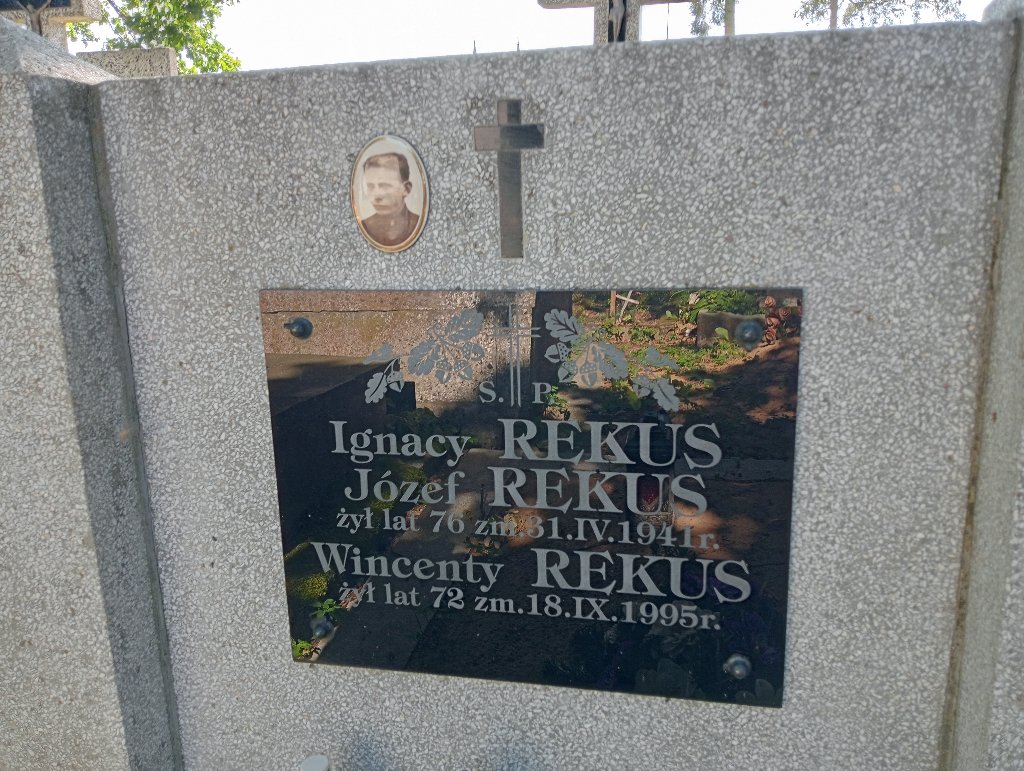 S. P.
Ignacy REKUS
Józef REKUS
żył lat 76 zm.31.IV.1941r.
Wincenty REKUS
żył lat 72 zm.18.IX.1995r.